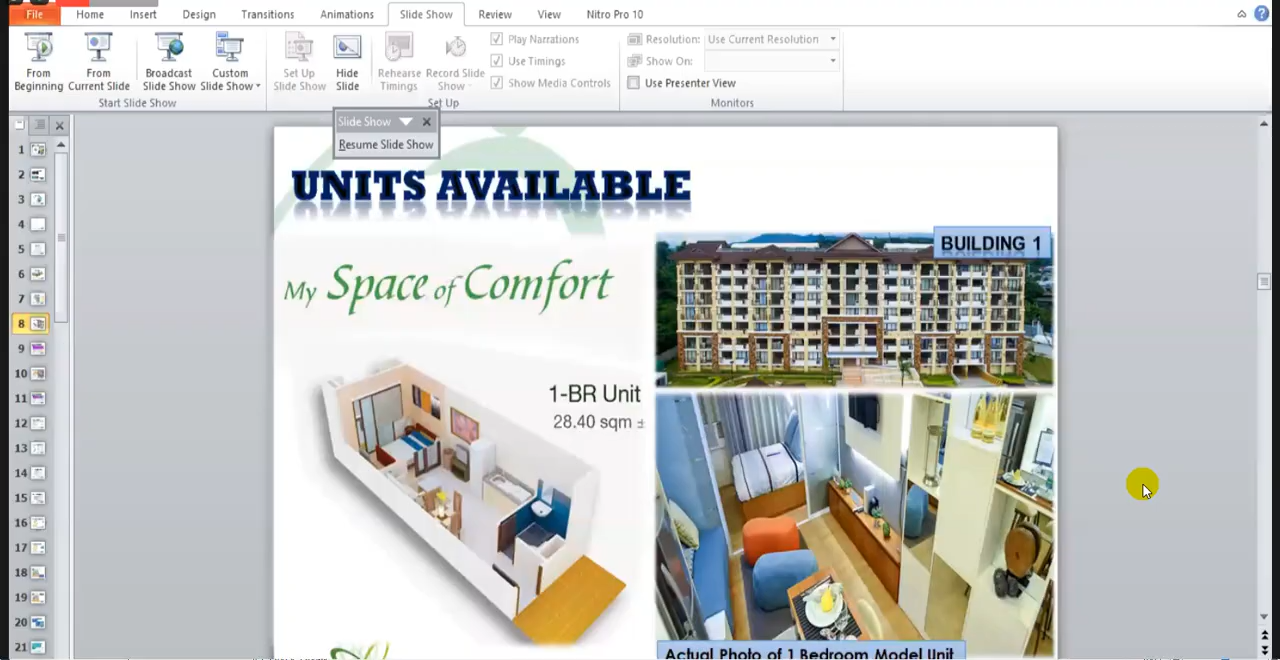 File Home Insert Design Transitions Animations Slide Show Review View Nitro Pro 10
From Beginning
From Current Slide
Broadcast Slide Show
Custom Slide Show
Set Up Slide Show
Hide Slide
Rehearse Timings
Record Slide Show
Play Narrations
Use Timings
Show Media Controls
Resolution: Use Current Resolution
Show On:
Use Presenter View
Start Slide Show
Set Up
Monitors
Slide Show
Resume Slide Show
1
2
3
4
5
6
7
8
9
10
11
12
13
14
15
16
17
18
19
20
21
UNITS AVAILABLE
My Space of Comfort
BUILDING 1
1-BR Unit
28.40 sqm ±
Actual Photo of 1 Bedroom Model Unit